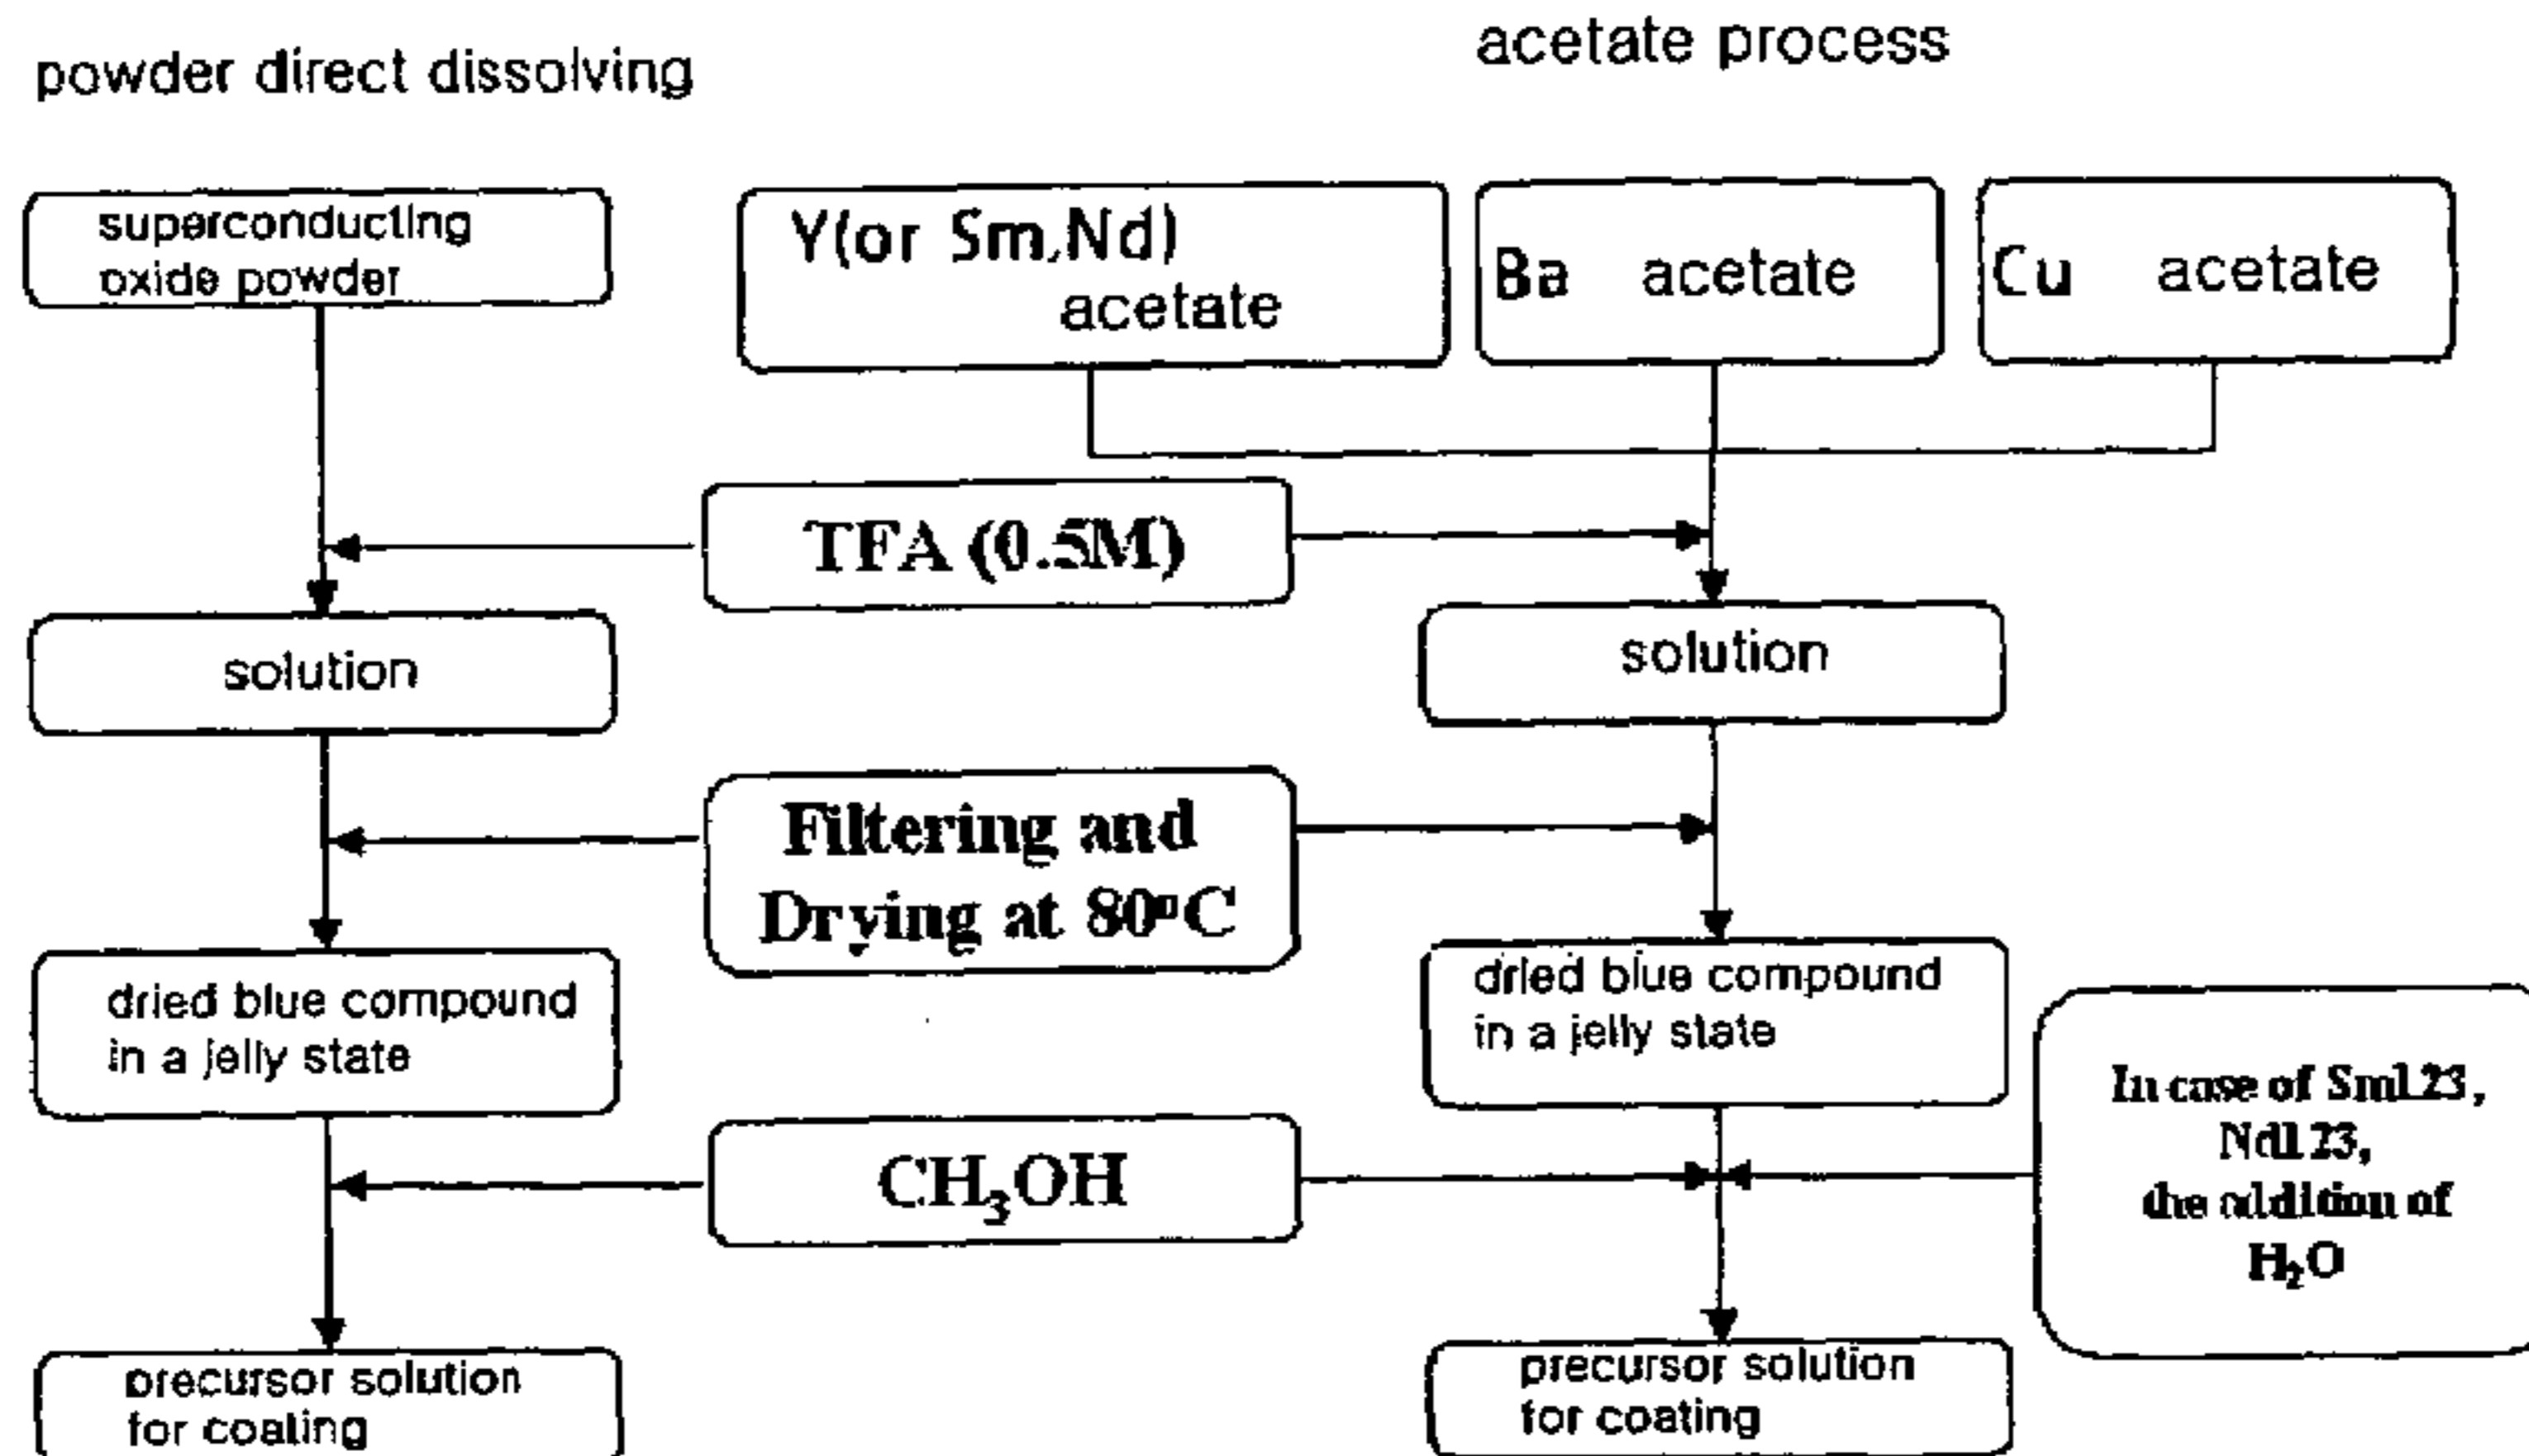 powder direct dissolving
acetate process
superconducting
oxide powder
Y(or Sm,Nd)
acetate
Ba acetate
Cu acetate
TFA (0.5M)
solution
solution
Filtering and
Drying at 80°C
dried blue compound
in a jelly state
dried blue compound
in a jelly state
In case of Sm123,
Nd123,
the addition of
H₂O
CH₃OH
precursor solution
for coating
precursor solution
for coating